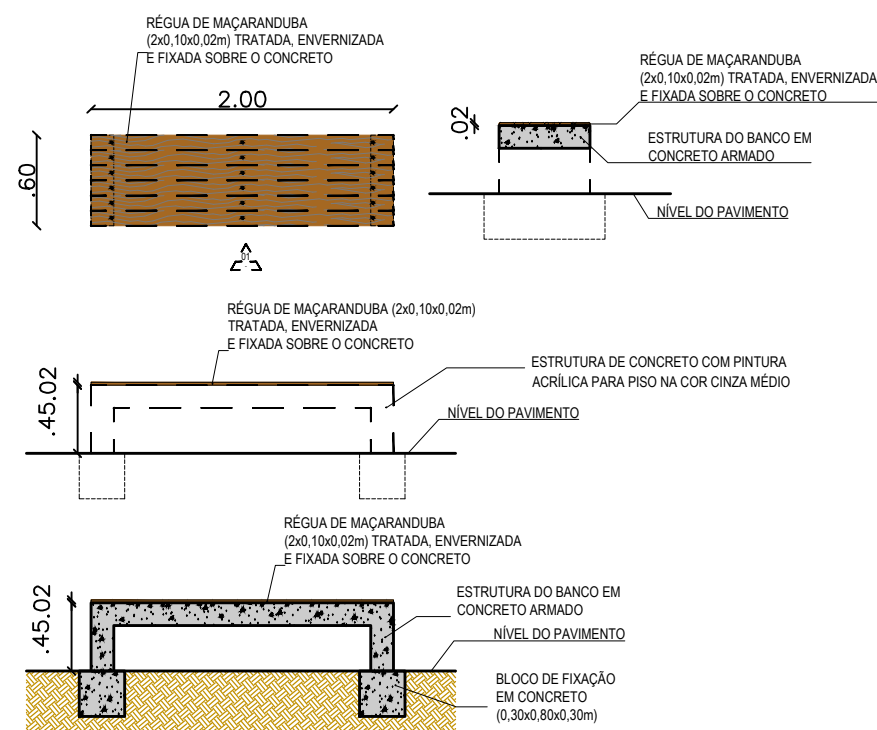 RÉGUA DE MAÇARANDUBA
(2x0,10x0,02m) TRATADA, ENVERNIZADA
E FIXADA SOBRE O CONCRETO
2.00
.60
01
RÉGUA DE MAÇARANDUBA
(2x0,10x0,02m) TRATADA, ENVERNIZADA
E FIXADA SOBRE O CONCRETO
.02
ESTRUTURA DO BANCO EM
CONCRETO ARMADO
NÍVEL DO PAVIMENTO
RÉGUA DE MAÇARANDUBA (2x0,10x0,02m)
TRATADA, ENVERNIZADA
E FIXADA SOBRE O CONCRETO
ESTRUTURA DE CONCRETO COM PINTURA
ACRÍLICA PARA PISO NA COR CINZA MÉDIO
.45.02
NÍVEL DO PAVIMENTO
RÉGUA DE MAÇARANDUBA
(2x0,10x0,02m) TRATADA, ENVERNIZADA
E FIXADA SOBRE O CONCRETO
.45.02
ESTRUTURA DO BANCO EM
CONCRETO ARMADO
NÍVEL DO PAVIMENTO
BLOCO DE FIXAÇÃO
EM CONCRETO
(0,30x0,80x0,30m)